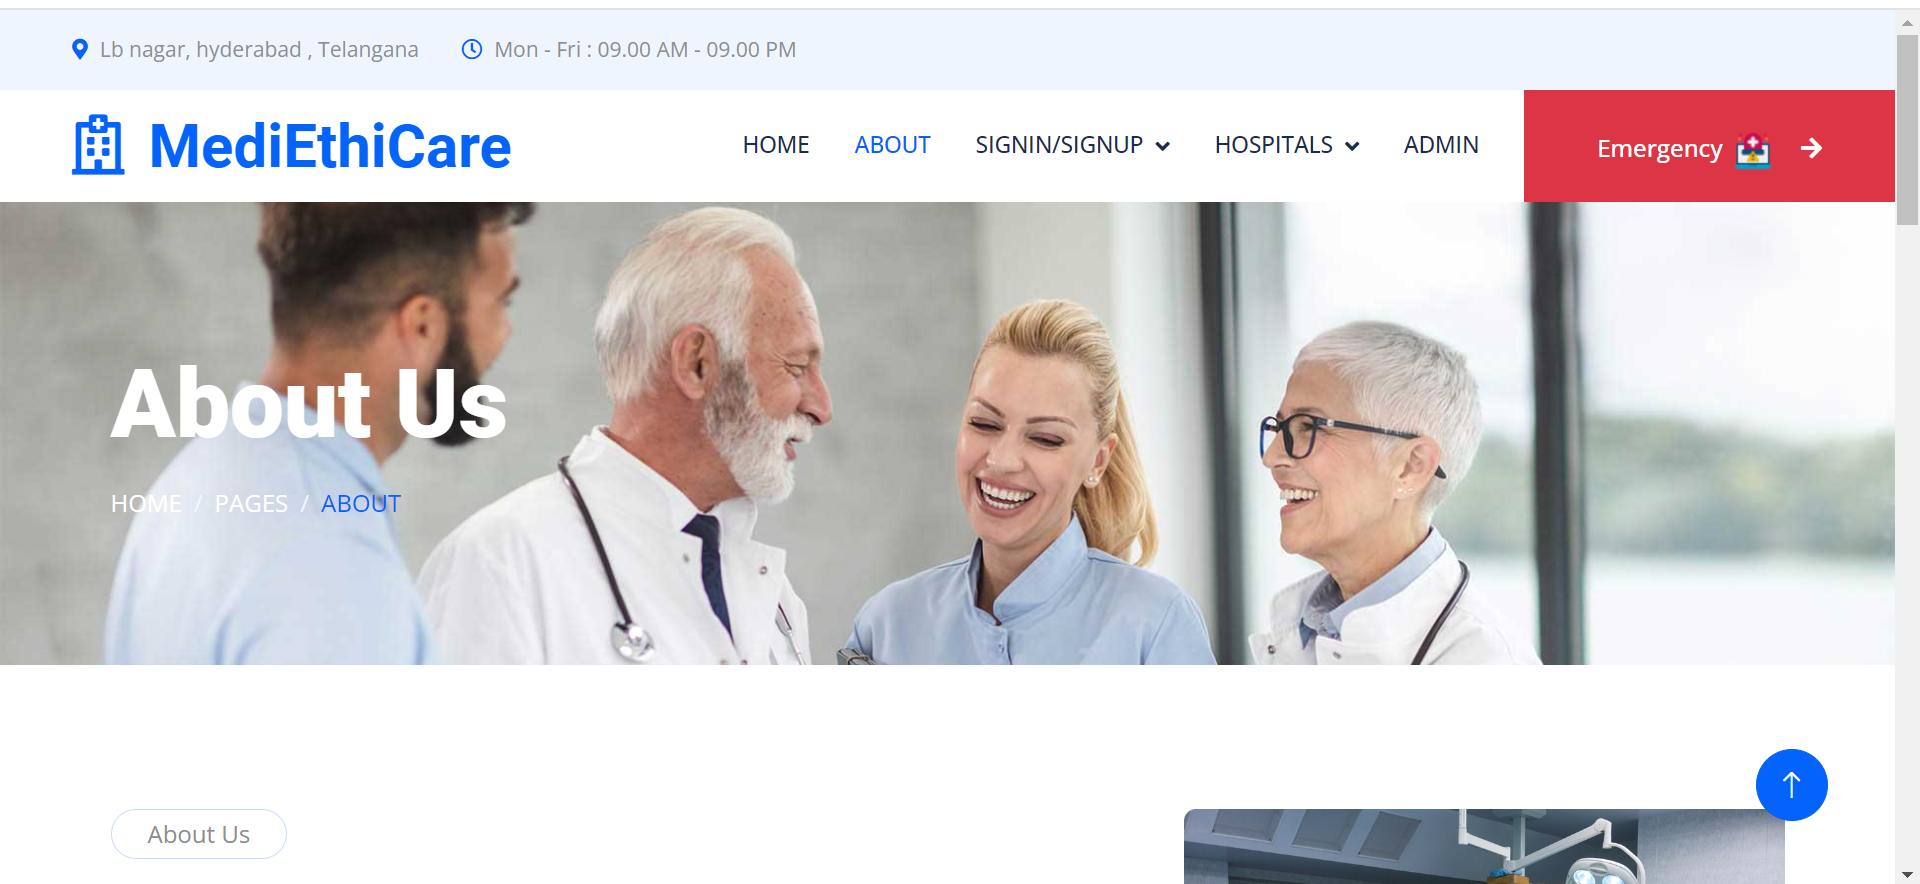 Lb nagar, hyderabad , Telangana
Mon - Fri : 09.00 AM - 09.00 PM
MediEthiCare
HOME
ABOUT
SIGNIN/SIGNUP
HOSPITALS
ADMIN
Emergency
About Us
HOME / PAGES / ABOUT
About Us